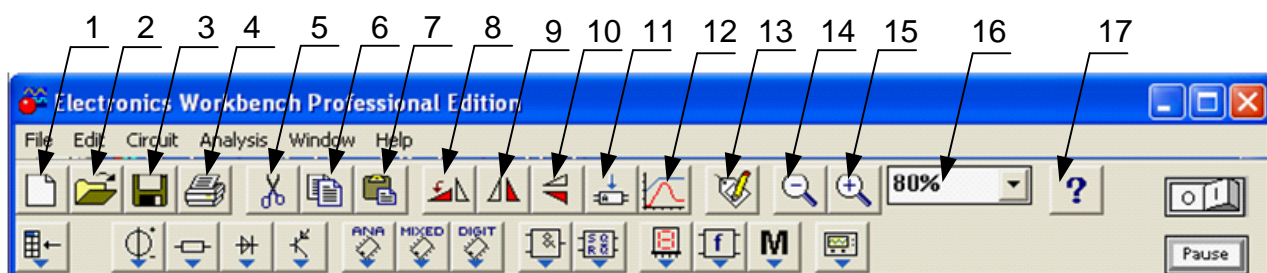 1 2 3 4 5 6 7 8 9 10 11 12 13 14 15 16 17
Electronics Workbench Professional Edition
File Edit Circuit Analysis Window Help
80% ?
O I
ANA MIXED DIGIT & S Q R Q f M
Pause